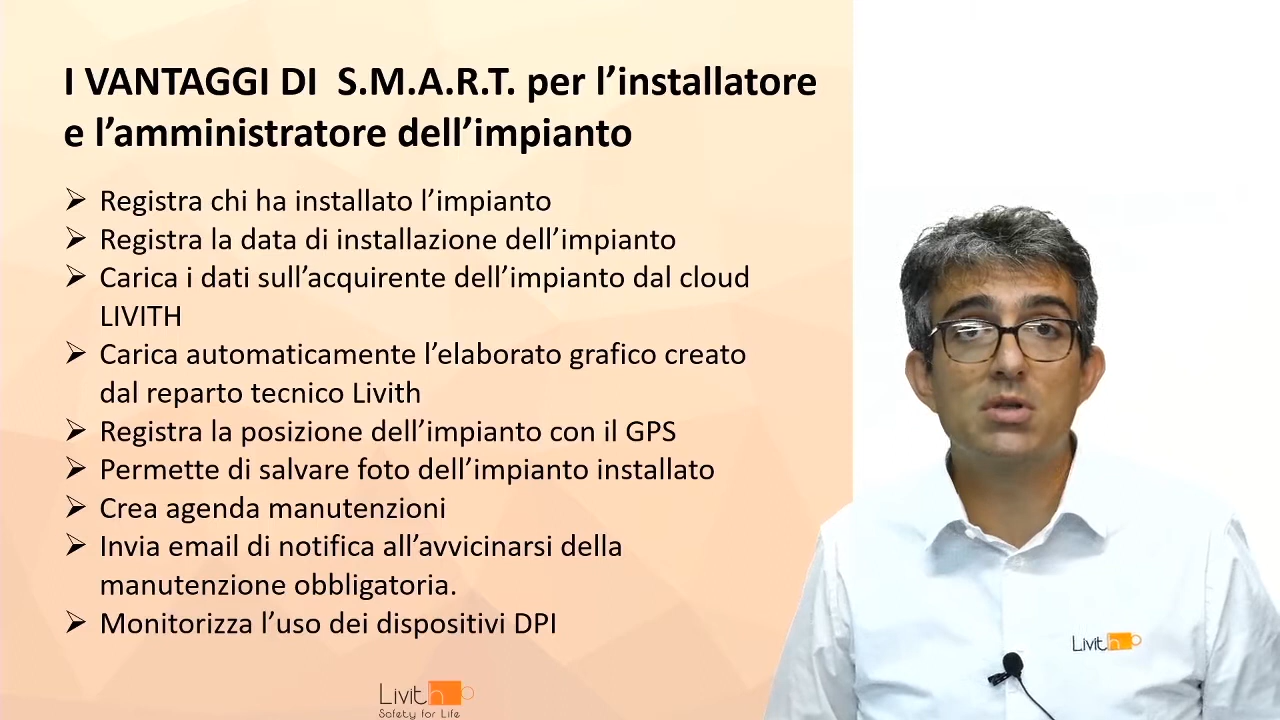 I VANTAGGI DI S.M.A.R.T. per l’installatore
e l’amministratore dell’impianto
➢ Registra chi ha installato l’impianto
➢ Registra la data di installazione dell’impianto
➢ Carica i dati sull’acquirente dell’impianto dal cloud
LIVITH
➢ Carica automaticamente l’elaborato grafico creato
dal reparto tecnico Livith
➢ Registra la posizione dell’impianto con il GPS
➢ Permette di salvare foto dell’impianto installato
➢ Crea agenda manutenzioni
➢ Invia email di notifica all’avvicinarsi della
manutenzione obbligatoria.
➢ Monitorizza l’uso dei dispositivi DPI
Livith
Livith
Safety for Life